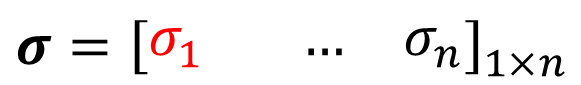 𝝈 = [σ₁ … σₙ]₁ₓₙ